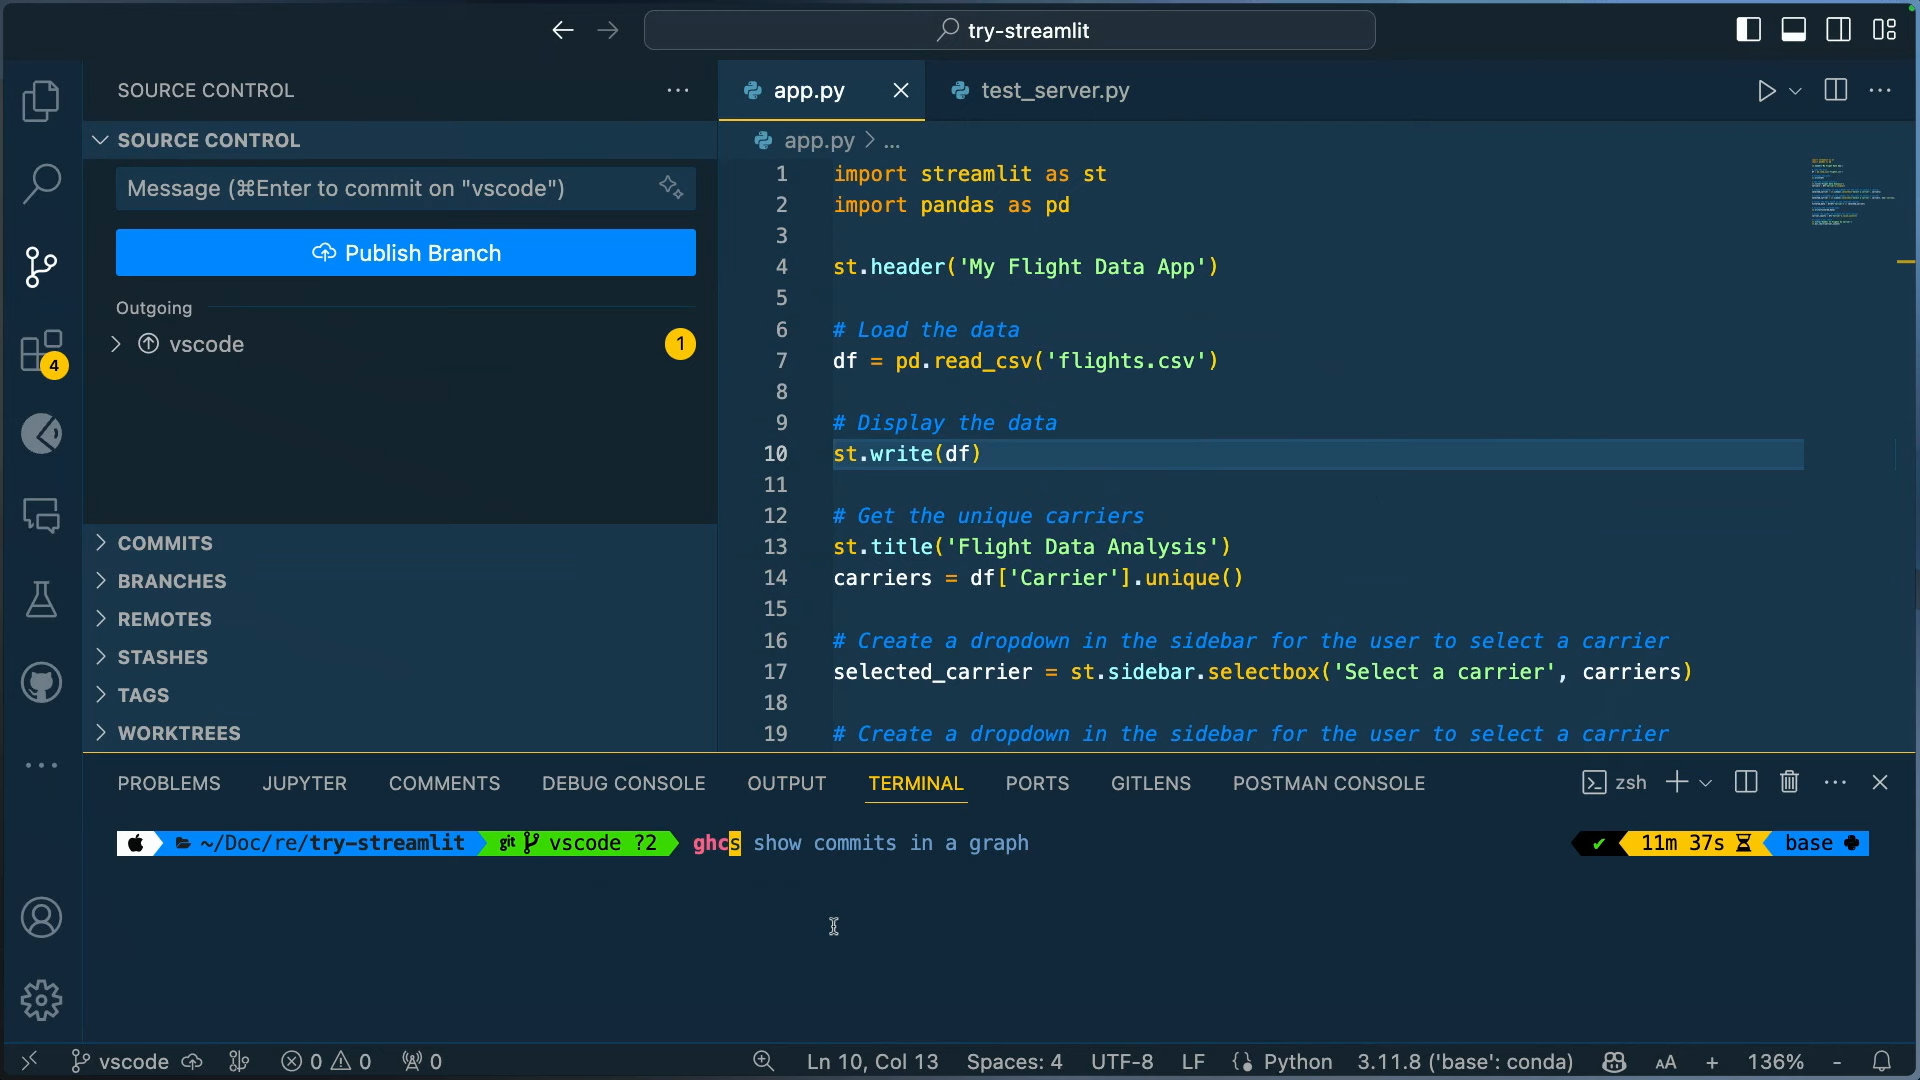 try-streamlit
SOURCE CONTROL
SOURCE CONTROL
Message (⌘Enter to commit on "vscode")
Publish Branch
Outgoing
vscode
1
4
COMMITS
BRANCHES
REMOTES
STASHES
TAGS
WORKTREES
app.py
test_server.py
app.py > ...
1 import streamlit as st
2 import pandas as pd
3
4 st.header('My Flight Data App')
5
6 # Load the data
7 df = pd.read_csv('flights.csv')
8
9 # Display the data
10 st.write(df)
11
12 # Get the unique carriers
13 st.title('Flight Data Analysis')
14 carriers = df['Carrier'].unique()
15
16 # Create a dropdown in the sidebar for the user to select a carrier
17 selected_carrier = st.sidebar.selectbox('Select a carrier', carriers)
18
19 # Create a dropdown in the sidebar for the user to select a carrier
PROBLEMS JUPYTER COMMENTS DEBUG CONSOLE OUTPUT TERMINAL PORTS GITLENS POSTMAN CONSOLE zsh
~/Doc/re/try-streamlit git vscode ?2 ghcs show commits in a graph ✔ 11m 37s base
vscode 0 0 0 Ln 10, Col 13 Spaces: 4 UTF-8 LF Python 3.11.8 ('base': conda) AA + 136% -